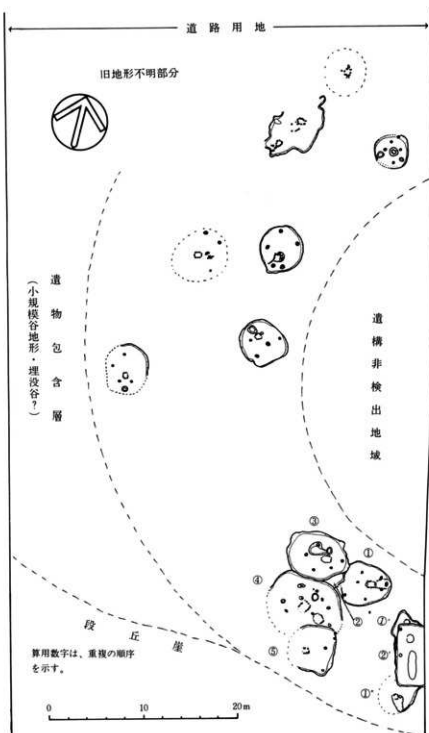 道路用地
旧地形不明部分
遺物包含層
（小規模谷地形・埋没谷？）
遺構非検出地域
③
①
④
②
①'
⑤
②'
①"
段丘崖
算用数字は、重複の順序
を示す。
0 10 20m